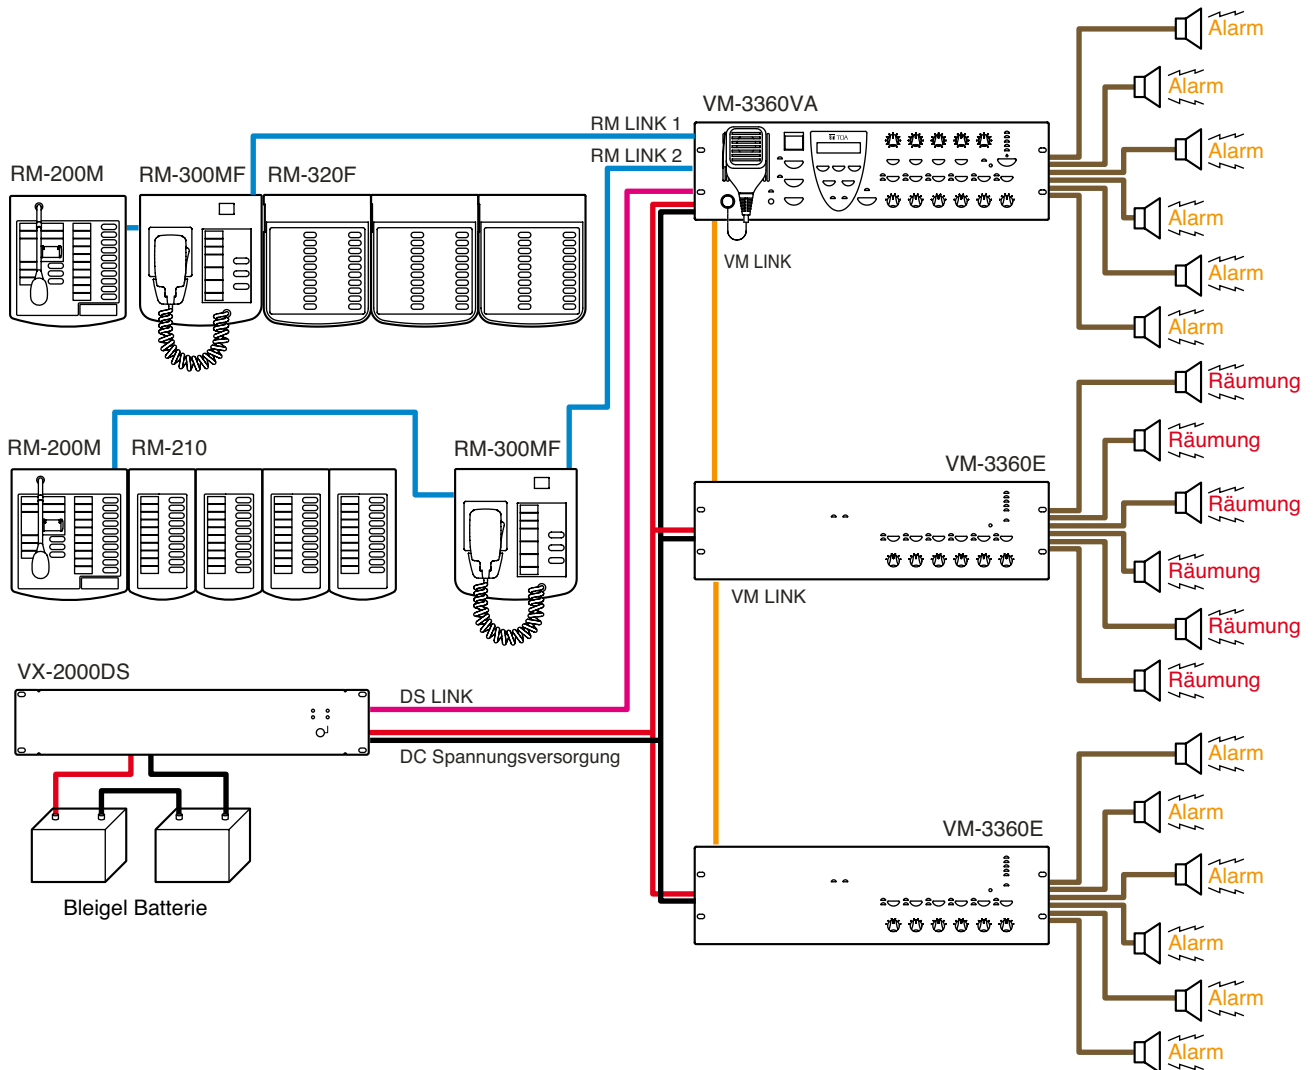 Alarm
VM-3360VA
Alarm
RM LINK 1
TOA
Alarm
RM LINK 2
RM-200M
RM-300MF
RM-320F
Alarm
VM LINK
Alarm
Alarm
Räumung
RM-200M
RM-210
RM-300MF
Räumung
VM-3360E
Räumung
Räumung
VM LINK
Räumung
VX-2000DS
Räumung
DS LINK
DC Spannungsversorgung
Alarm
Alarm
VM-3360E
Alarm
Bleigel Batterie
Alarm
Alarm
Alarm